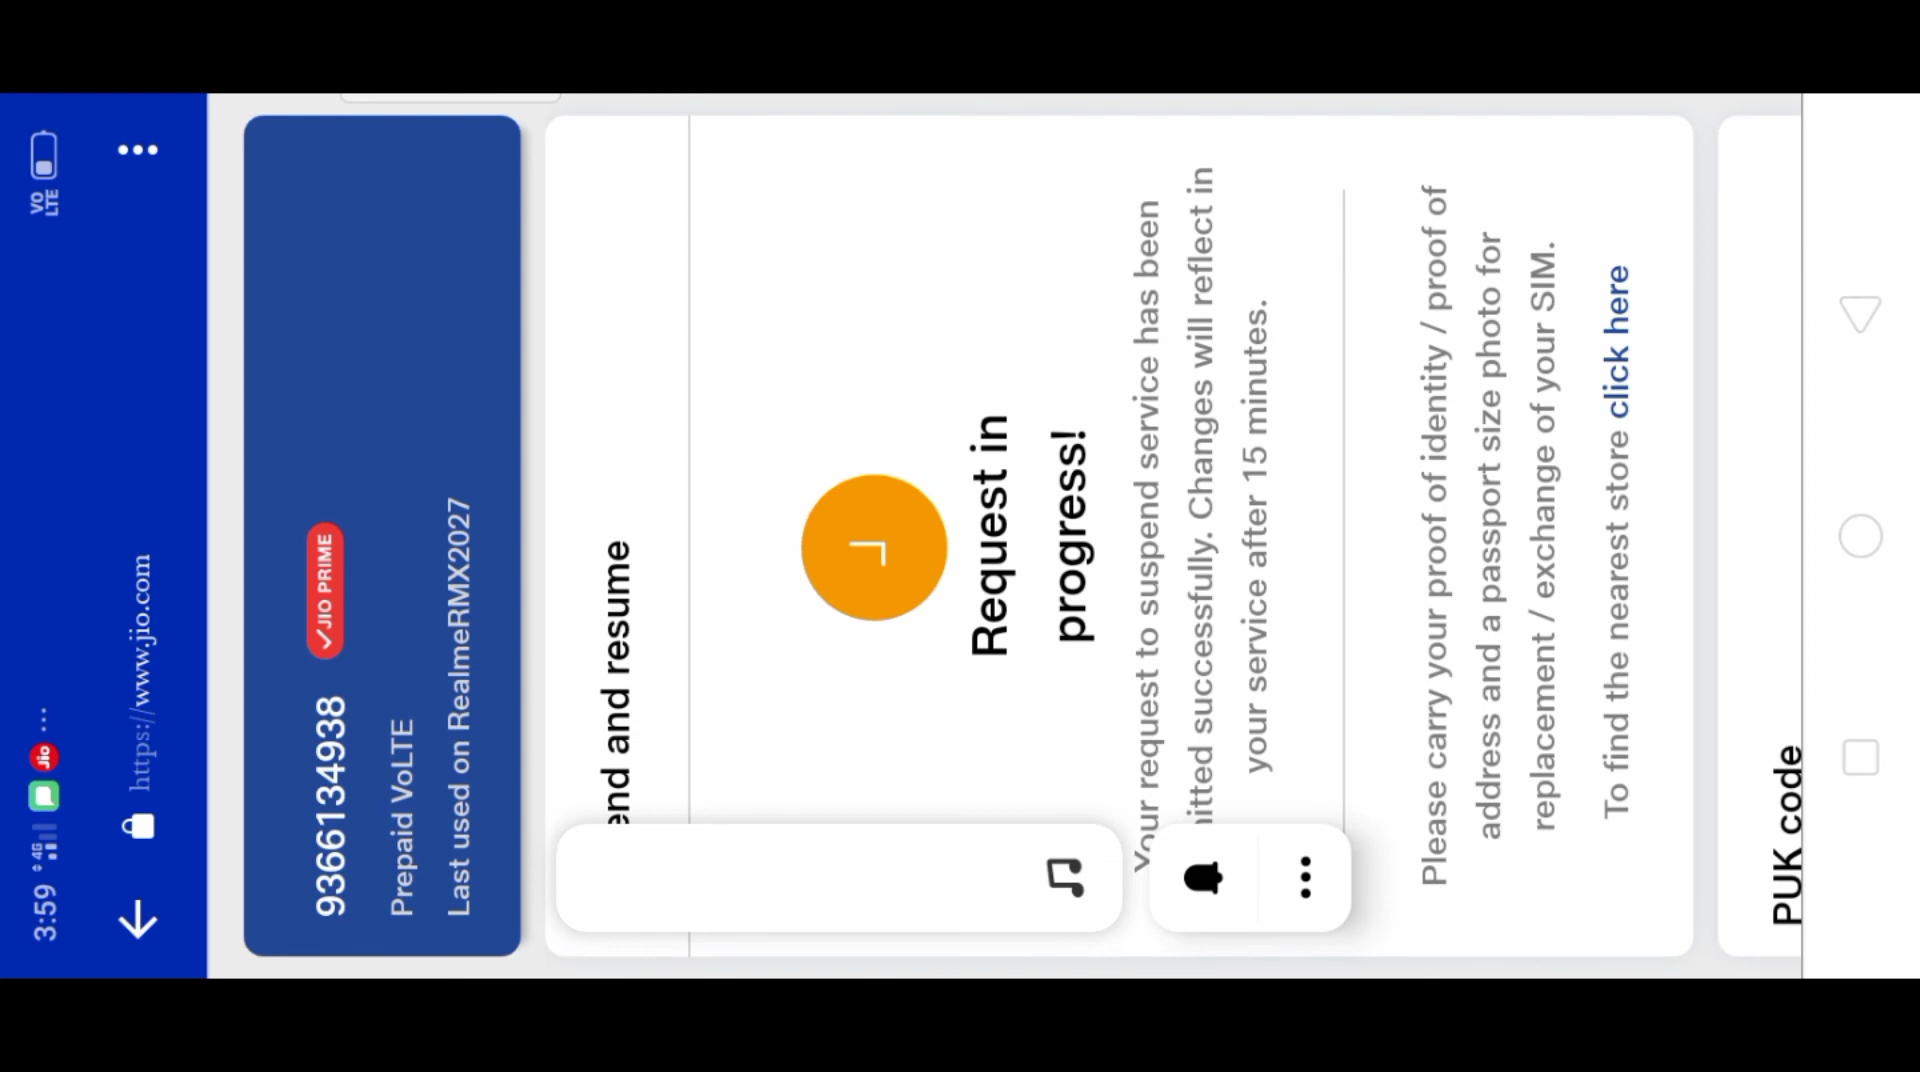 3:59
4G
Jio
...
VO
LTE
https://www.jio.com
9366134938
✓JIO PRIME
Prepaid VoLTE
Last used on RealmeRMX2027
end and resume
Request in
progress!
Your request to suspend service has been
itted successfully. Changes will reflect in
your service after 15 minutes.
Please carry your proof of identity / proof of
address and a passport size photo for
replacement / exchange of your SIM.
To find the nearest store click here
PUK code